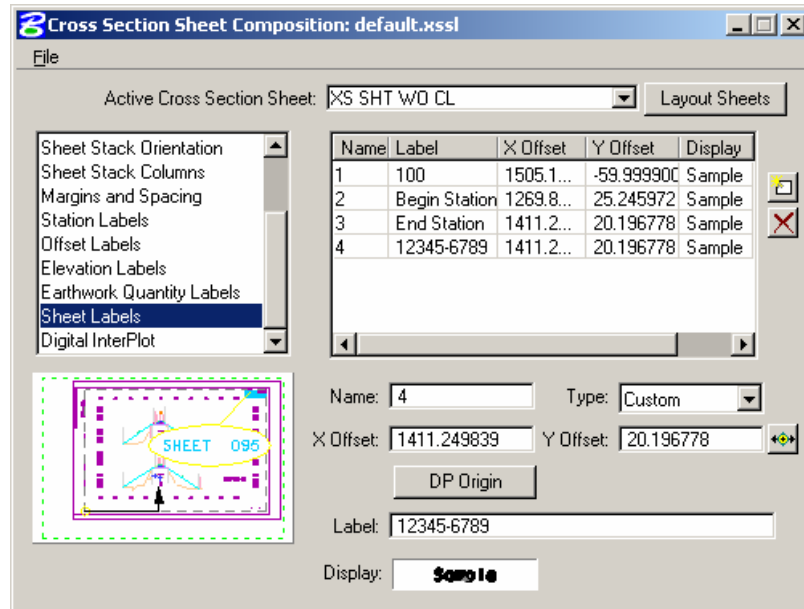 Cross Section Sheet Composition: default.xssl
File
Active Cross Section Sheet: XS SHT WO CL Layout Sheets
Sheet Stack Orientation
Sheet Stack Columns
Margins and Spacing
Station Labels
Offset Labels
Elevation Labels
Earthwork Quantity Labels
Sheet Labels
Digital InterPlot
Name Label X Offset Y Offset Display
1 100 1505.1... -59.999900 Sample
2 Begin Station 1269.8... 25.245972 Sample
3 End Station 1411.2... 20.196778 Sample
4 12345-6789 1411.2... 20.196778 Sample
SHEET 095
Name: 4 Type: Custom
X Offset: 1411.249839 Y Offset: 20.196778
DP Origin
Label: 12345-6789
Display: Sample